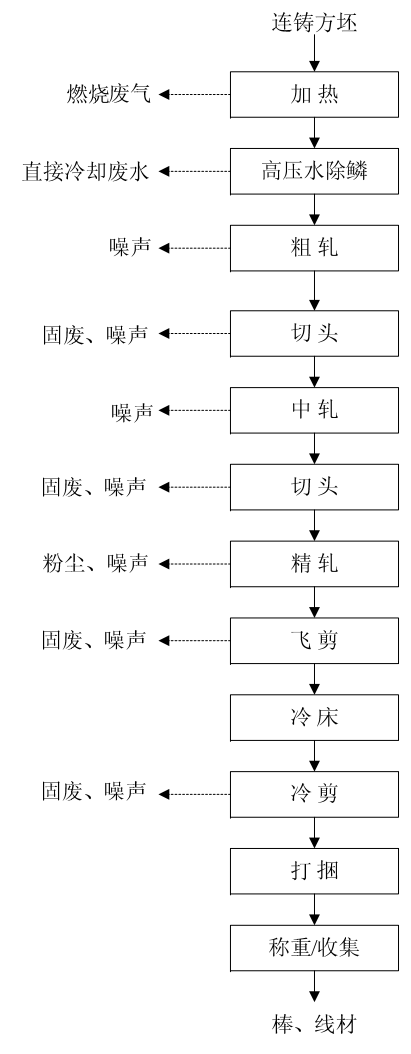 连铸方坯
燃烧废气 加热
直接冷却废水 高压水除鳞
噪声 粗轧
固废、噪声 切头
噪声 中轧
固废、噪声 切头
粉尘、噪声 精轧
固废、噪声 飞剪
冷床
固废、噪声 冷剪
打捆
称重/收集
棒、线材